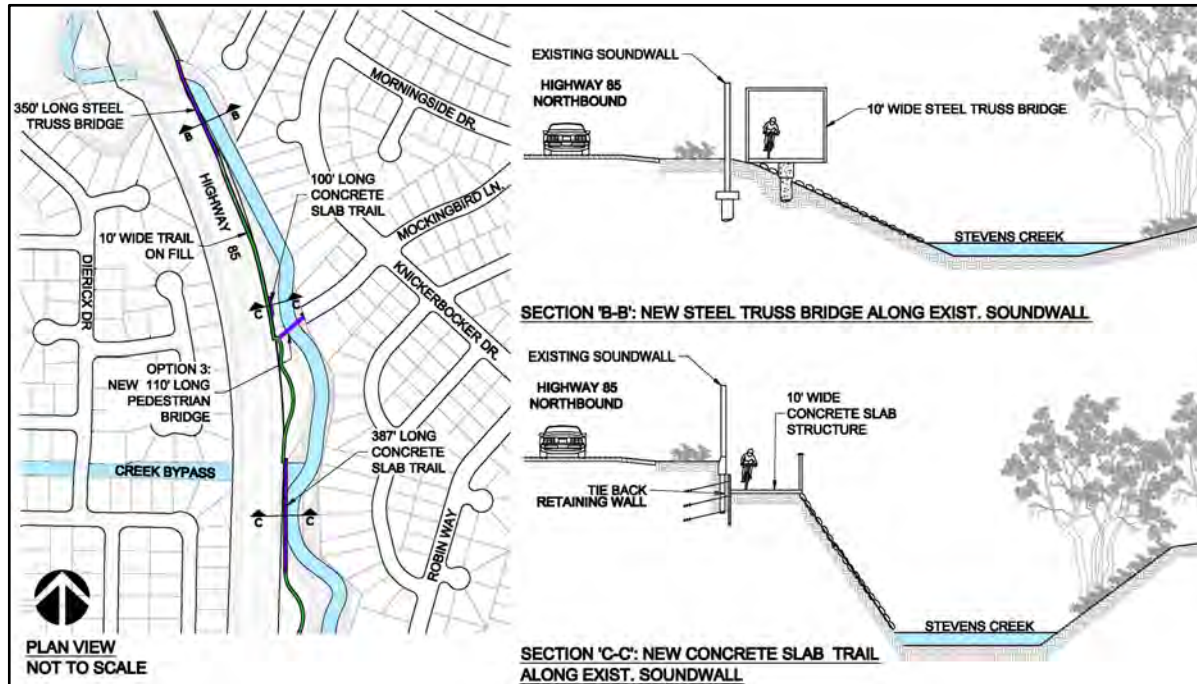 350' LONG STEEL
TRUSS BRIDGE
B
B
HIGHWAY 85
MORNINGSIDE DR.
100' LONG
CONCRETE
SLAB TRAIL
MOCKINGBIRD LN.
10' WIDE TRAIL
ON FILL
DIERICX DR
C
C
KNICKERBOCKER DR.
OPTION 3:
NEW 110' LONG
PEDESTRIAN
BRIDGE
387' LONG
CONCRETE
SLAB TRAIL
CREEK BYPASS
C
C
ROBIN WAY
PLAN VIEW
NOT TO SCALE
EXISTING SOUNDWALL
HIGHWAY 85
NORTHBOUND
10' WIDE STEEL TRUSS BRIDGE
STEVENS CREEK
SECTION 'B-B': NEW STEEL TRUSS BRIDGE ALONG EXIST. SOUNDWALL
EXISTING SOUNDWALL
HIGHWAY 85
NORTHBOUND
10' WIDE
CONCRETE SLAB
STRUCTURE
TIE BACK
RETAINING WALL
STEVENS CREEK
SECTION 'C-C': NEW CONCRETE SLAB TRAIL
ALONG EXIST. SOUNDWALL